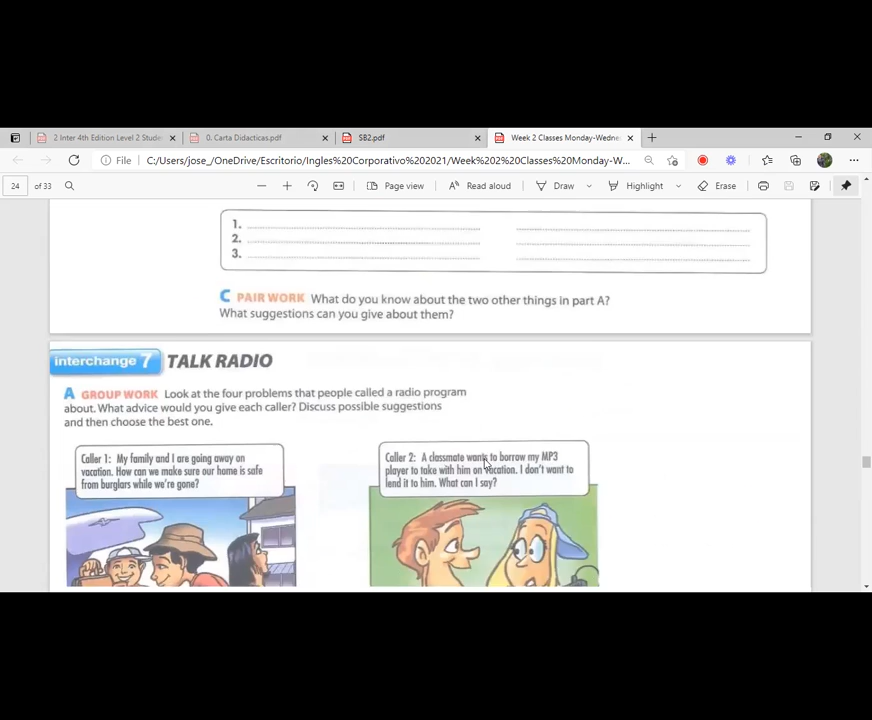 2 Inter 4th Edition Level 2 Stude
0. Carta Didacticas.pdf
SB2.pdf
Week 2 Classes Monday-Wedne
File C:/Users/jose_/OneDrive/Escritorio/Ingles%20Corporativo%202021/Week%202%20Classes%20Monday-W...
24 of 33 Page view Read aloud Draw Highlight Erase
1.
2.
3.
C PAIR WORK What do you know about the two other things in part A?
What suggestions can you give about them?
interchange 7 TALK RADIO
A GROUP WORK Look at the four problems that people called a radio program
about. What advice would you give each caller? Discuss possible suggestions
and then choose the best one.
Caller 1: My family and I are going away on
vacation. How can we make sure our home is safe
from burglars while we're gone?
Caller 2: A classmate wants to borrow my MP3
player to take with him on vacation. I don't want to
lend it to him. What can I say?